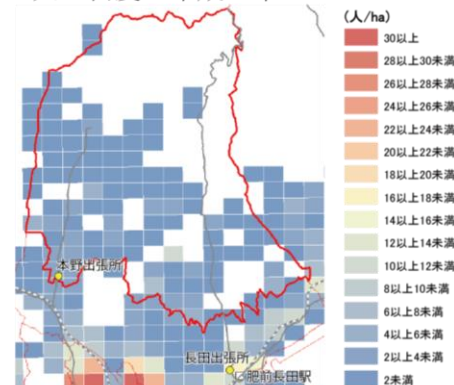 (人/ha)
30以上
28以上30未満
26以上28未満
24以上26未満
22以上24未満
20以上22未満
18以上20未満
16以上18未満
14以上16未満
12以上14未満
10以上12未満
8以上10未満
6以上8未満
4以上6未満
2以上4未満
2未満
本野出張所
長田出張所
肥前長田駅